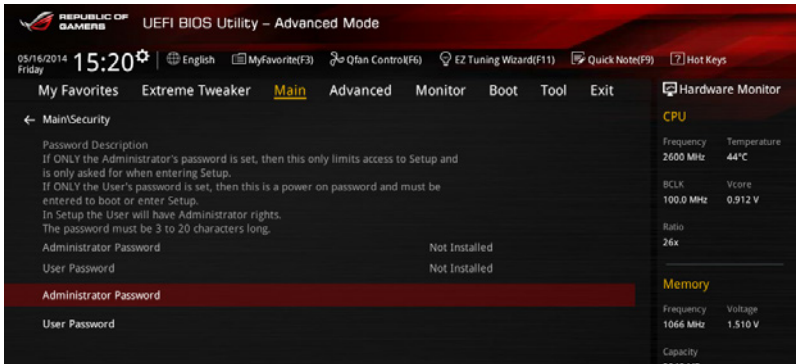 REPUBLIC OF
GAMERS
UEFI BIOS Utility – Advanced Mode
05/16/2014
Friday
15:20
English
MyFavorite(F3)
Qfan Control(F6)
EZ Tuning Wizard(F11)
Quick Note(F9)
? Hot Keys
My Favorites
Extreme Tweaker
Main
Advanced
Monitor
Boot
Tool
Exit
Hardware Monitor
← Main\Security
Password Description
If ONLY the Administrator's password is set, then this only limits access to Setup and
is only asked for when entering Setup.
If ONLY the User's password is set, then this is a power on password and must be
entered to boot or enter Setup.
In Setup the User will have Administrator rights.
The password must be 3 to 20 characters long.
Administrator Password Not Installed
User Password Not Installed
Administrator Password
User Password
CPU
Frequency Temperature
2600 MHz 44°C
BCLK Vcore
100.0 MHz 0.912 V
Ratio
26x
Memory
Frequency Voltage
1066 MHz 1.510 V
Capacity